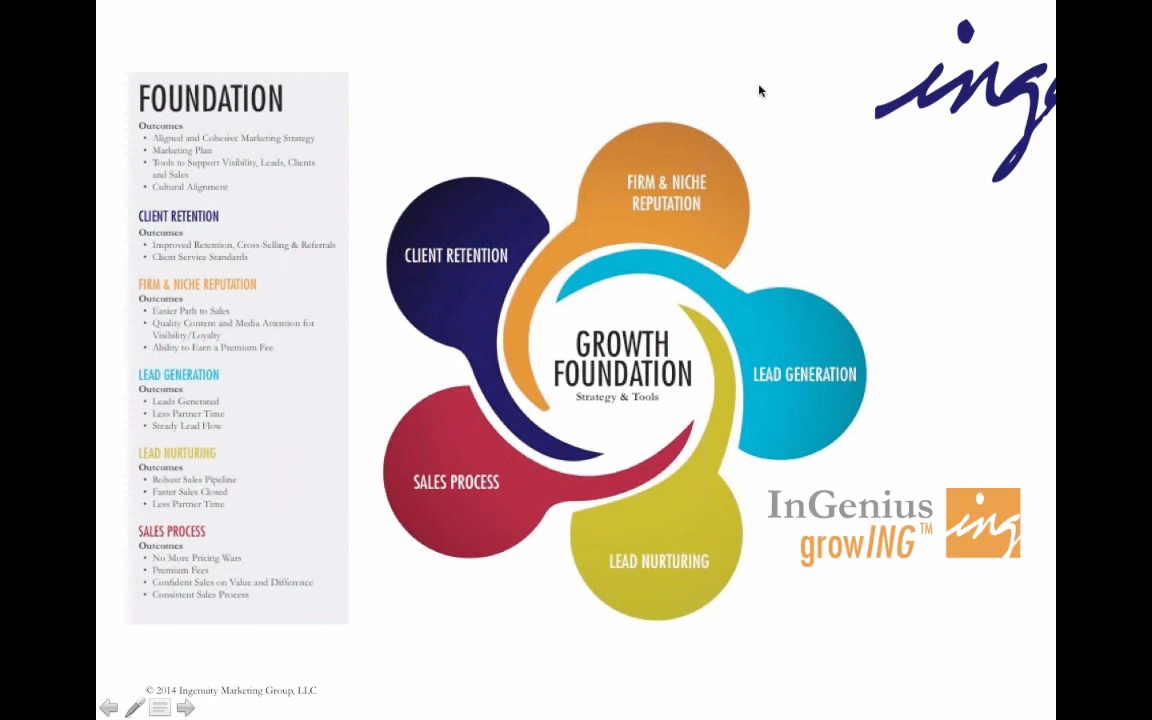 FOUNDATION
Outcomes
• Aligned and Cohesive Marketing Strategy
• Marketing Plan
• Tools to Support Visibility, Leads, Clients
and Sales
• Cultural Alignment
CLIENT RETENTION
Outcomes
• Improved Retention, Cross-Selling & Referrals
• Client Service Standards
FIRM & NICHE REPUTATION
Outcomes
• Easier Path to Sales
• Quality Content and Media Attention for
Visibility/Loyalty
• Ability to Earn a Premium Fee
LEAD GENERATION
Outcomes
• Leads Generated
• Less Partner Time
• Steady Lead Flow
LEAD NURTURING
Outcomes
• Robust Sales Pipeline
• Faster Sales Closed
• Less Partner Time
SALES PROCESS
Outcomes
• No More Pricing Wars
• Premium Fees
• Confident Sales on Value and Difference
• Consistent Sales Process
ing
FIRM & NICHE
REPUTATION
CLIENT RETENTION
GROWTH
FOUNDATION
Strategy & Tools
LEAD GENERATION
SALES PROCESS
LEAD NURTURING
InGenius
growING™
ing
© 2014 Ingenuity Marketing Group, LLC